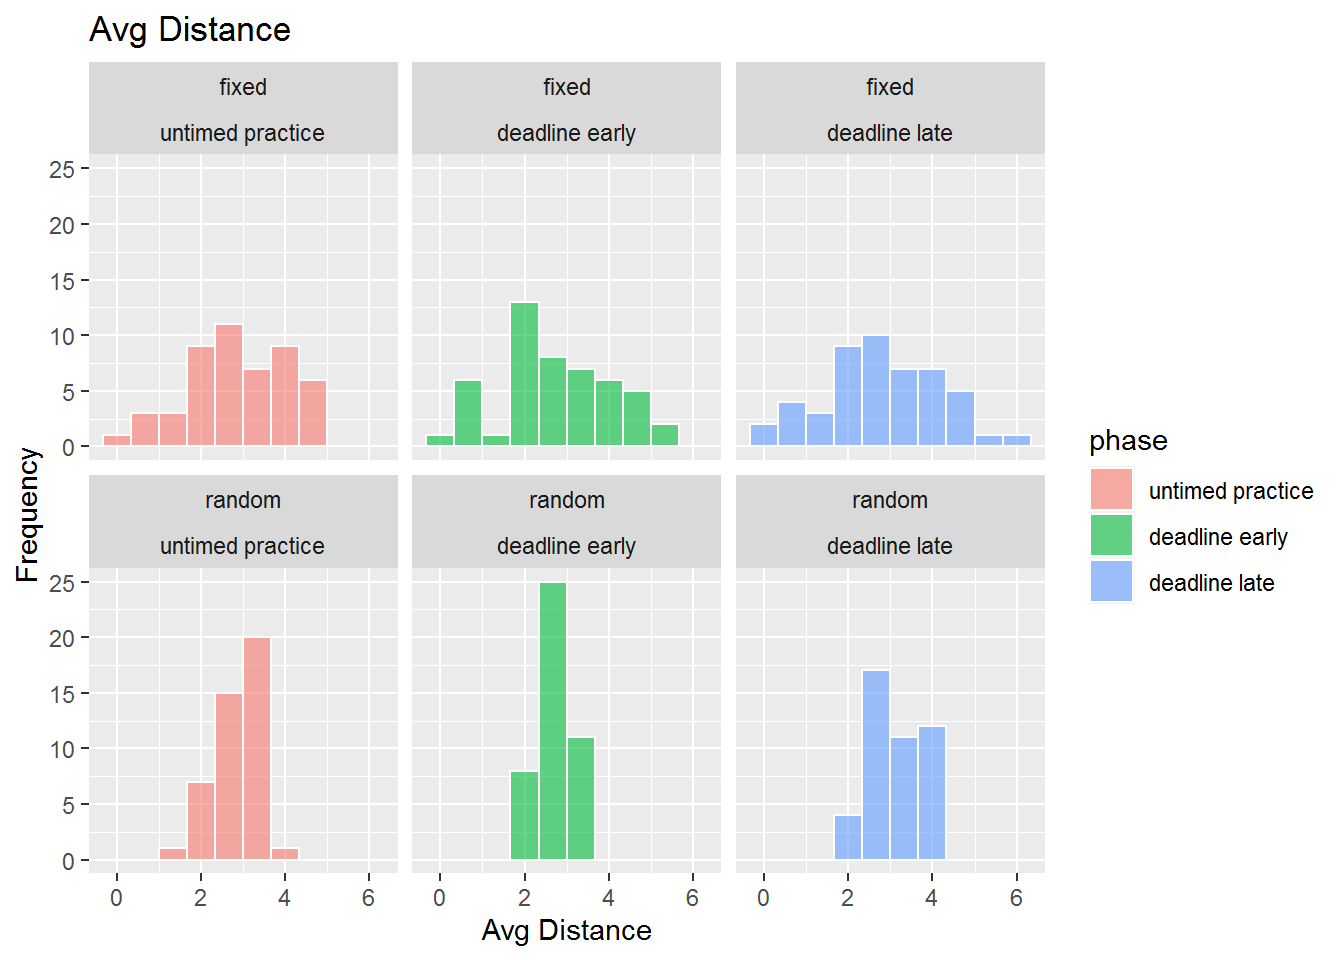 Avg Distance
fixed
untimed practice
fixed
deadline early
fixed
deadline late
25
20
15
10
5
0
random
untimed practice
random
deadline early
random
deadline late
25
20
15
10
5
0
0 2 4 6
0 2 4 6
0 2 4 6
Avg Distance
Frequency
phase
untimed practice
deadline early
deadline late